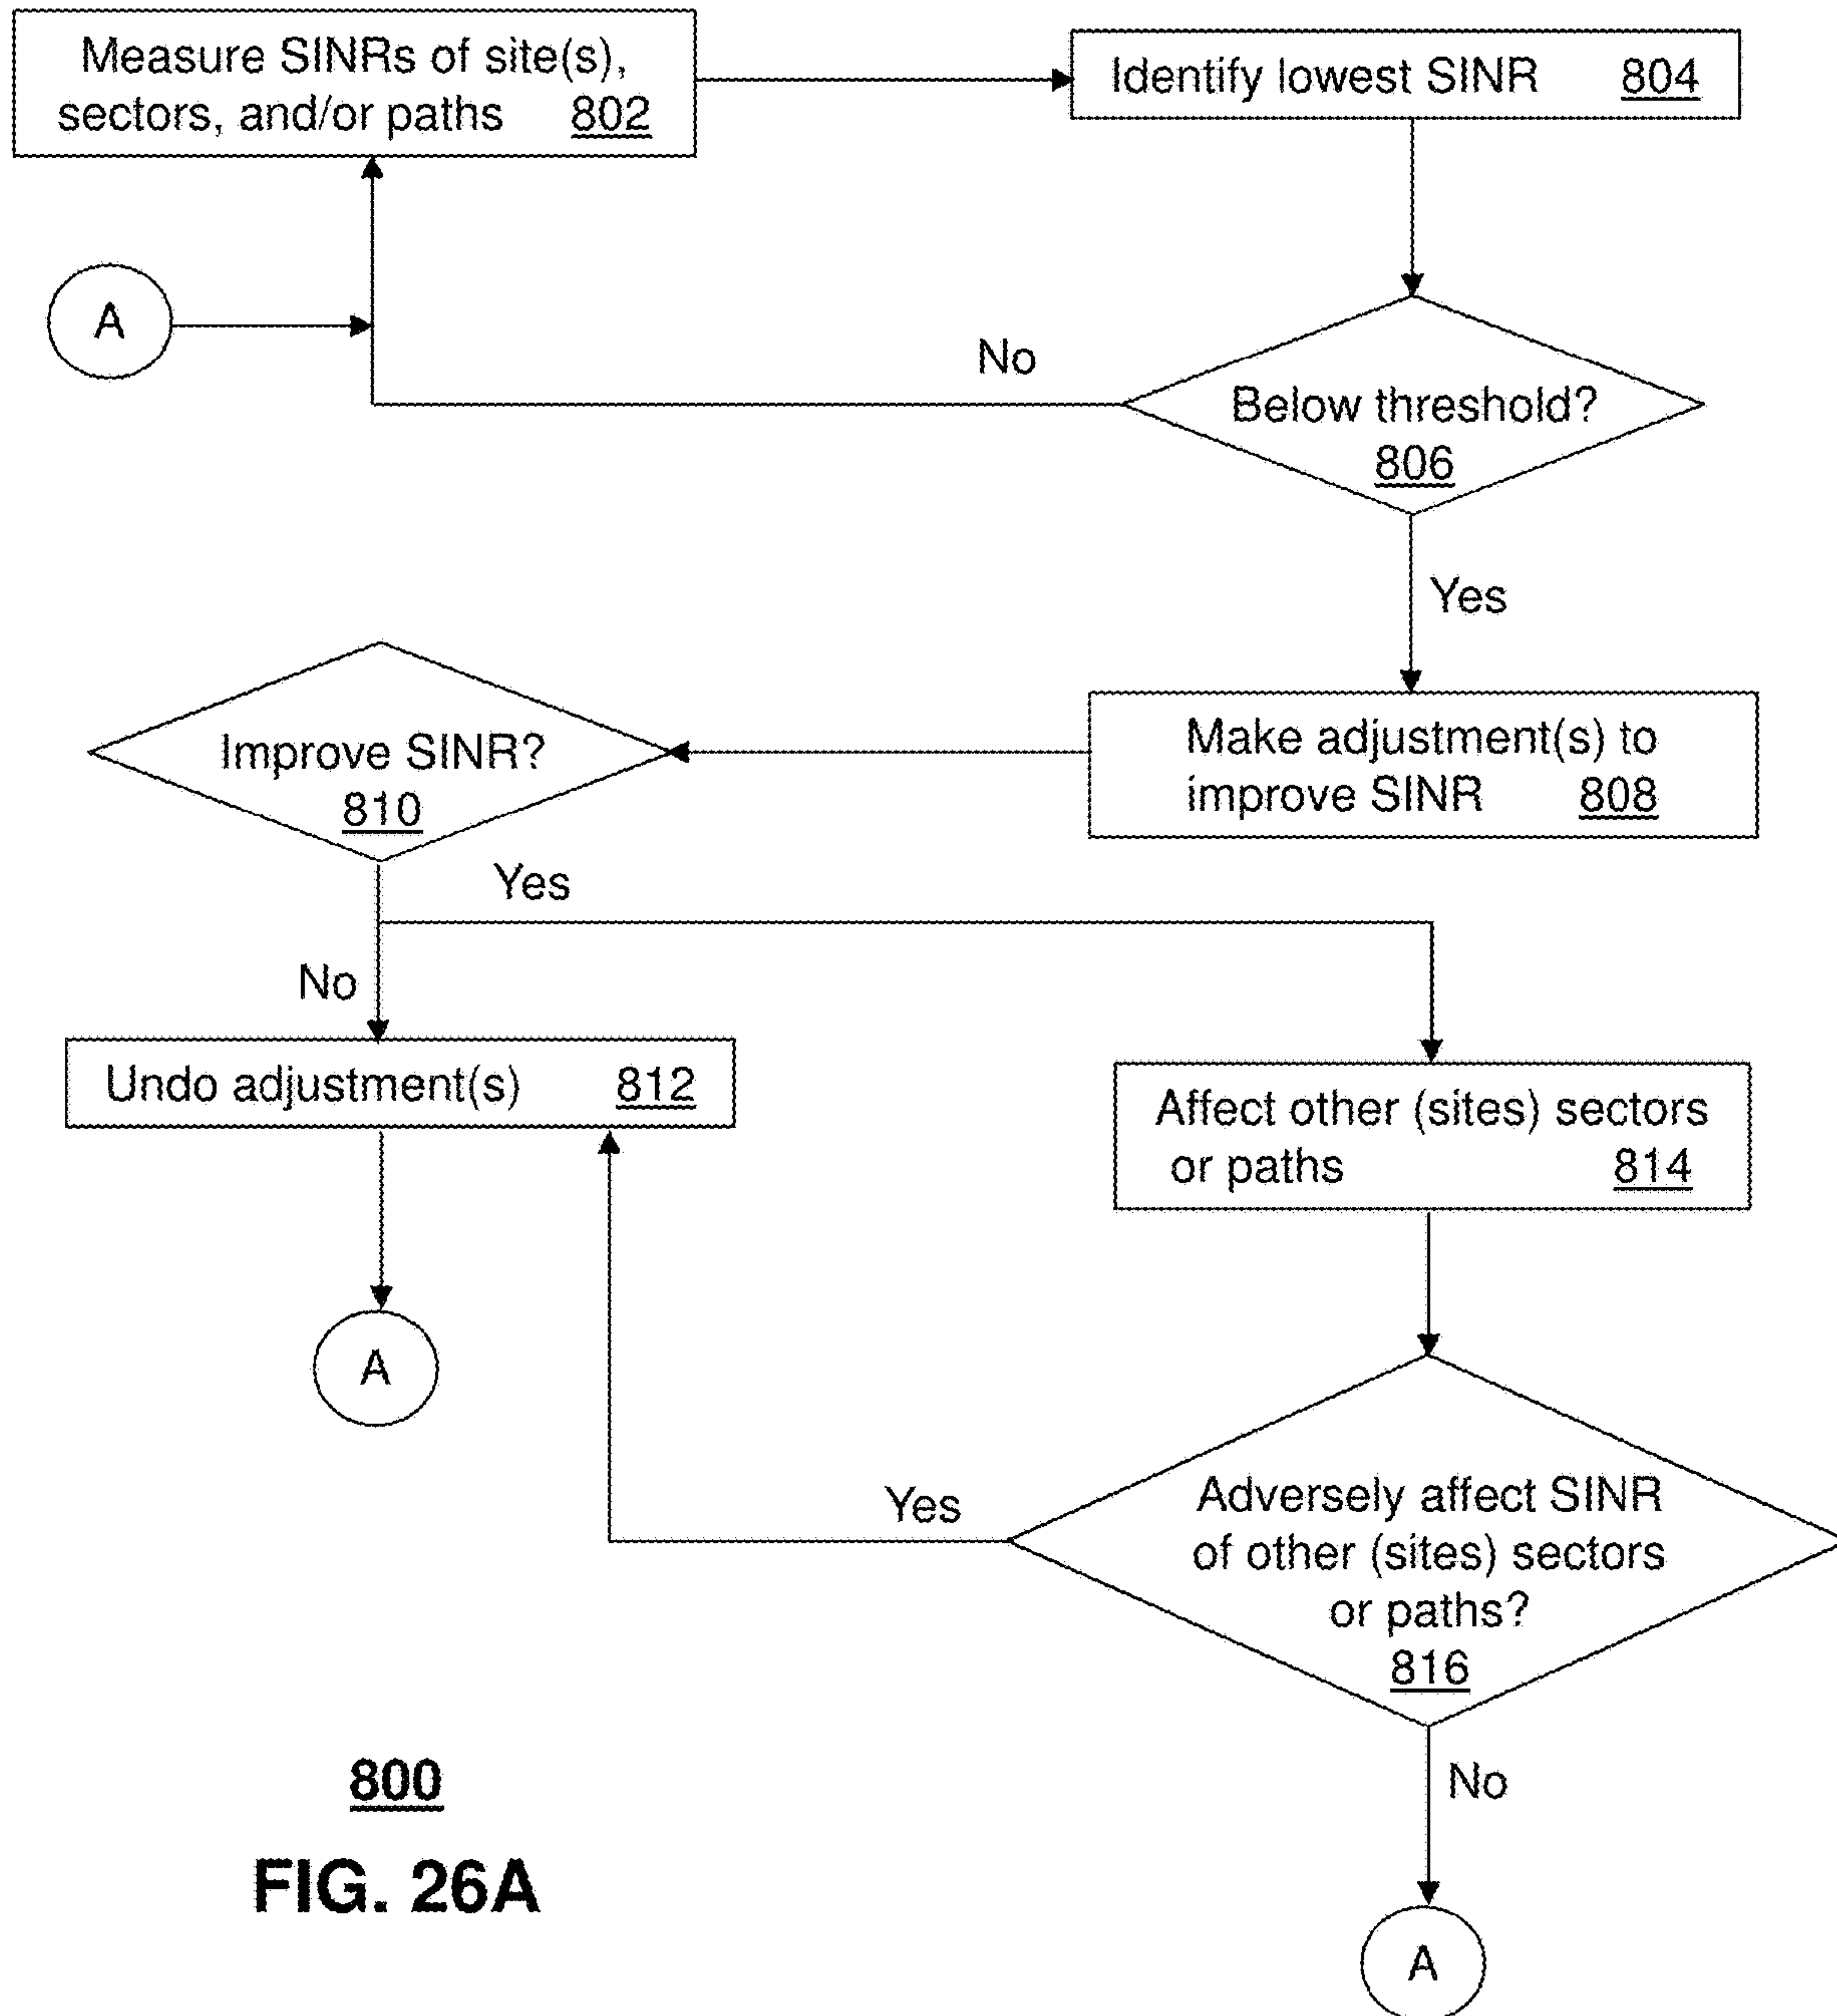 Measure SINRs of site(s),
sectors, and/or paths 802
Identify lowest SINR 804
A
No
Below threshold?
806
Yes
Improve SINR?
810
Make adjustment(s) to
improve SINR 808
Yes
No
Undo adjustment(s) 812
Affect other (sites) sectors
or paths 814
A
Yes
Adversely affect SINR
of other (sites) sectors
or paths?
816
No
A
800
FIG. 26A